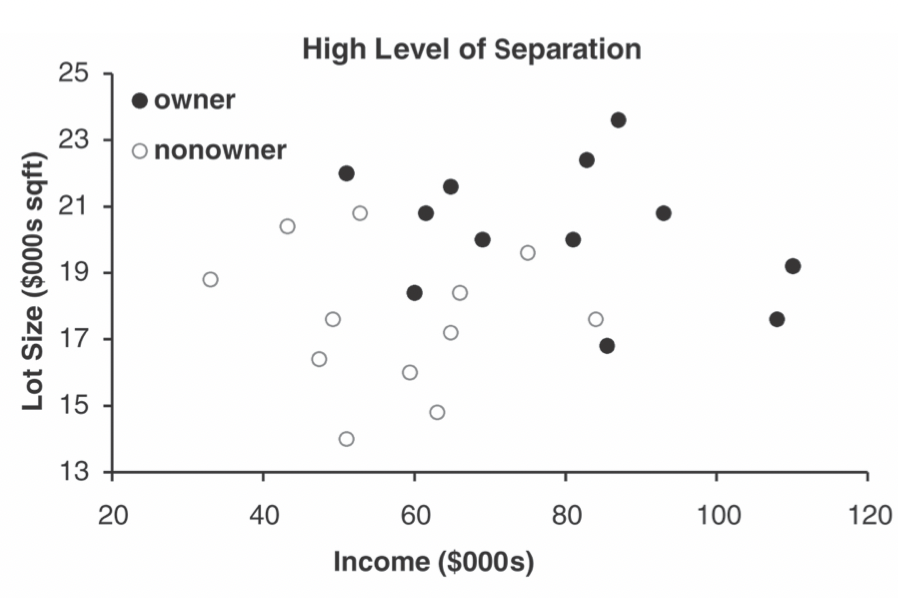 High Level of Separation
25
owner
23
nonowner
21
19
17
15
13
Lot Size ($000s sqft)
20 40 60 80 100 120
Income ($000s)